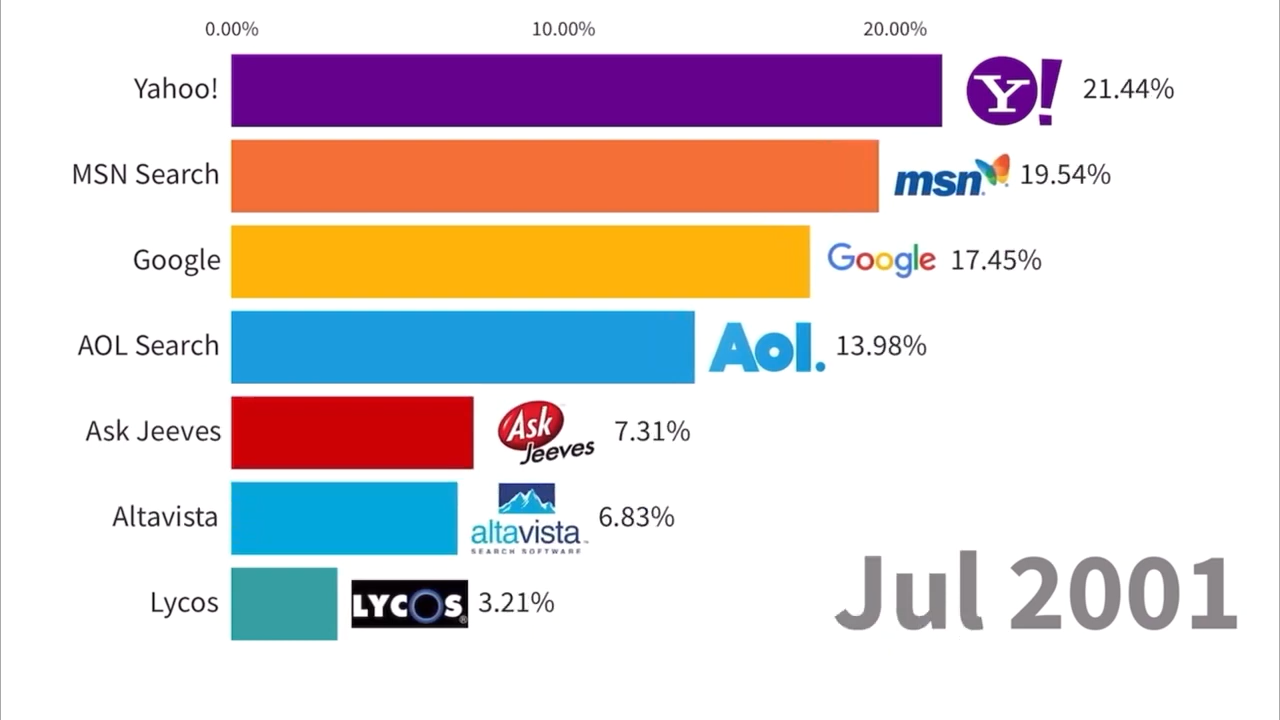 0.00% 10.00% 20.00%
Yahoo! Y! 21.44%
MSN Search msn 19.54%
Google Google 17.45%
AOL Search Aol. 13.98%
Ask Jeeves Ask Jeeves 7.31%
Altavista altavista 6.83%
SEARCH SOFTWARE
Lycos LYCOS® 3.21%
Jul 2001